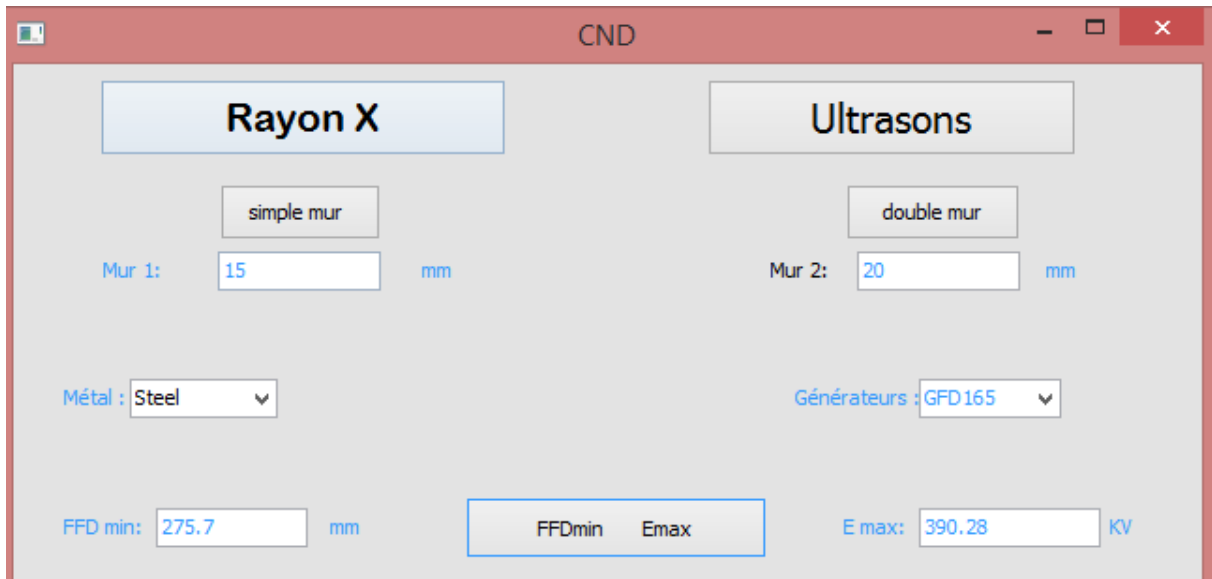 CND
Rayon X Ultrasons
simple mur double mur
Mur 1: 15 mm Mur 2: 20 mm
Métal : Steel Générateurs : GFD165
FFD min: 275.7 mm FFDmin Emax E max: 390.28 KV